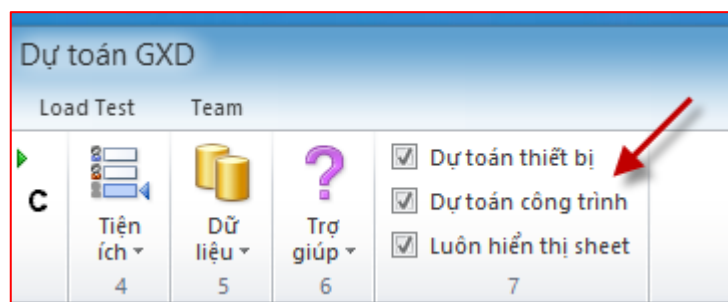 Dự toán GXD
Load Test Team
C
Tiện ích
Dữ liệu
Trợ giúp
Dự toán thiết bị
Dự toán công trình
Luôn hiển thị sheet
4 5 6 7